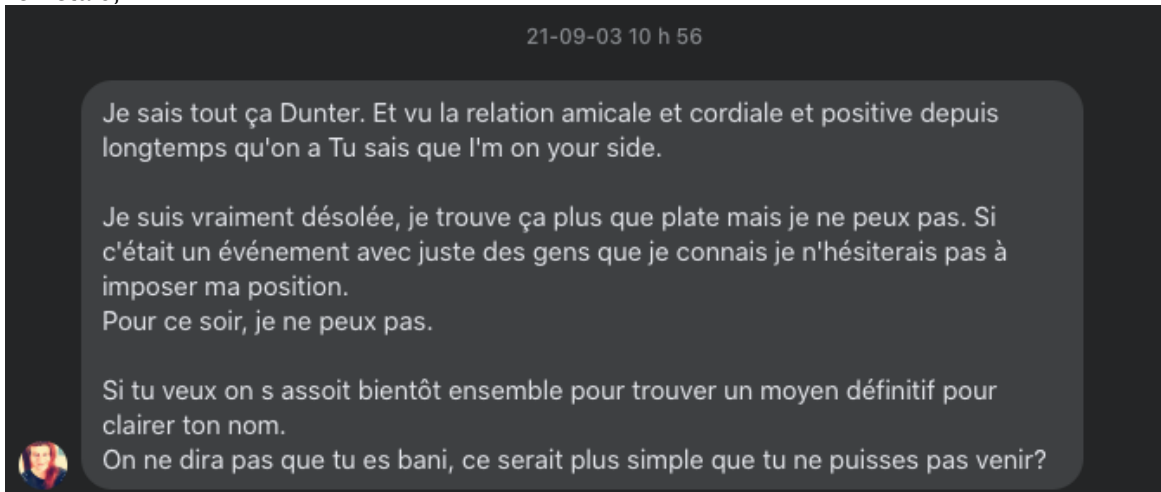 21-09-03 10 h 56
Je sais tout ça Dunter. Et vu la relation amicale et cordiale et positive depuis
longtemps qu'on a Tu sais que I'm on your side.
Je suis vraiment désolée, je trouve ça plus que plate mais je ne peux pas. Si
c'était un événement avec juste des gens que je connais je n'hésiterais pas à
imposer ma position.
Pour ce soir, je ne peux pas.
Si tu veux on s assoit bientôt ensemble pour trouver un moyen définitif pour
clairer ton nom.
On ne dira pas que tu es bani, ce serait plus simple que tu ne puisses pas venir?